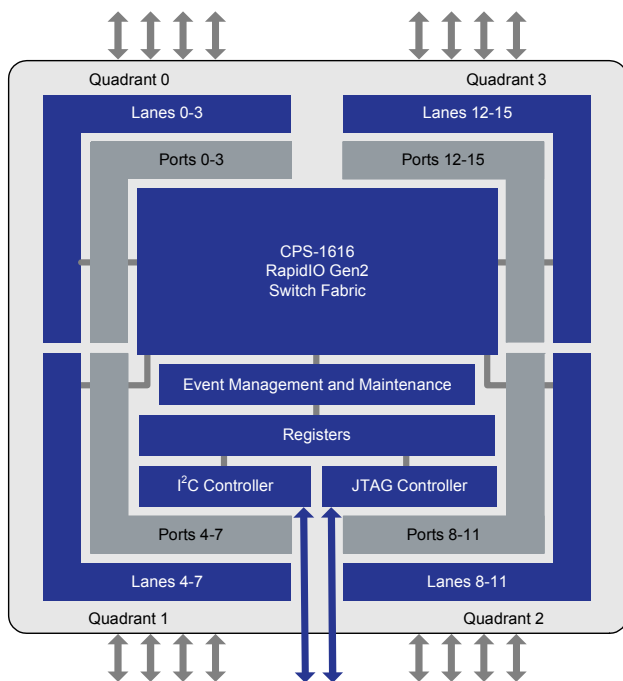 Quadrant 0
Quadrant 3
Lanes 0-3
Lanes 12-15
Ports 0-3
Ports 12-15
CPS-1616
RapidIO Gen2
Switch Fabric
Event Management and Maintenance
Registers
I²C Controller
JTAG Controller
Ports 4-7
Ports 8-11
Lanes 4-7
Lanes 8-11
Quadrant 1
Quadrant 2